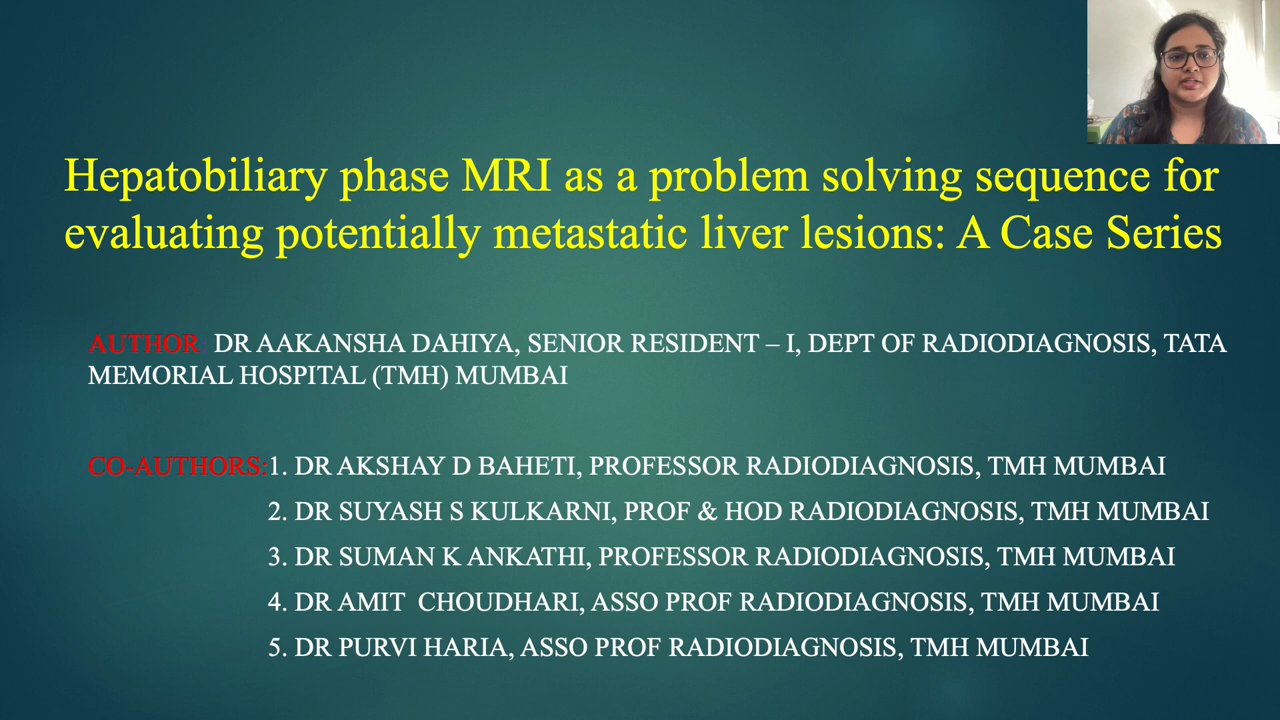 Hepatobiliary phase MRI as a problem solving sequence for
evaluating potentially metastatic liver lesions: A Case Series
AUTHOR: DR AAKANSHA DAHIYA, SENIOR RESIDENT – I, DEPT OF RADIODIAGNOSIS, TATA
MEMORIAL HOSPITAL (TMH) MUMBAI
CO-AUTHORS:1. DR AKSHAY D BAHETI, PROFESSOR RADIODIAGNOSIS, TMH MUMBAI
2. DR SUYASH S KULKARNI, PROF & HOD RADIODIAGNOSIS, TMH MUMBAI
3. DR SUMAN K ANKATHI, PROFESSOR RADIODIAGNOSIS, TMH MUMBAI
4. DR AMIT CHOUDHARI, ASSO PROF RADIODIAGNOSIS, TMH MUMBAI
5. DR PURVI HARIA, ASSO PROF RADIODIAGNOSIS, TMH MUMBAI